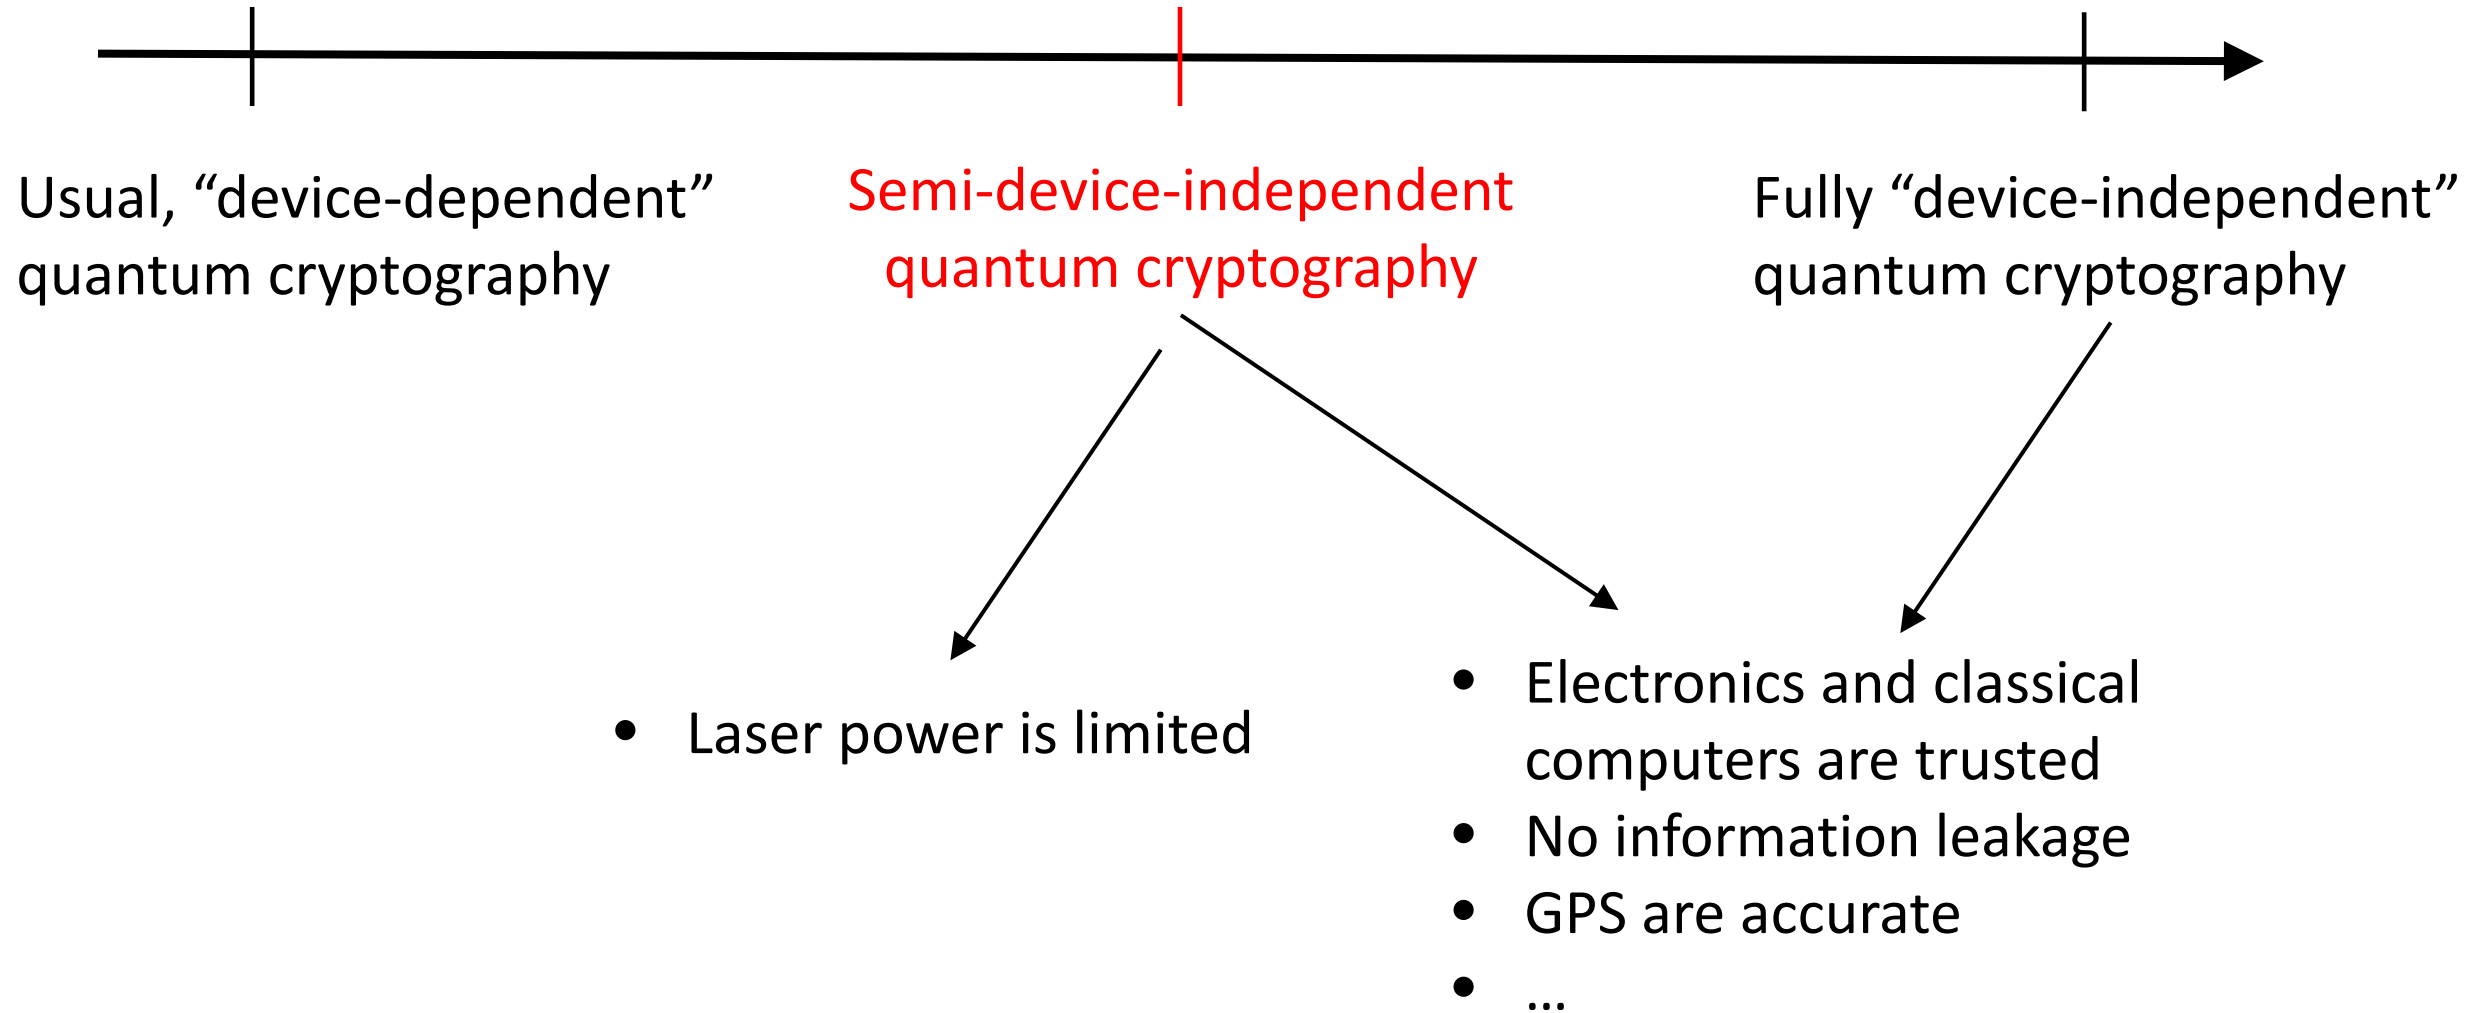 Usual, “device-dependent”
quantum cryptography
Semi-device-independent
quantum cryptography
Fully “device-independent”
quantum cryptography
• Laser power is limited
• Electronics and classical
computers are trusted
• No information leakage
• GPS are accurate
• ...